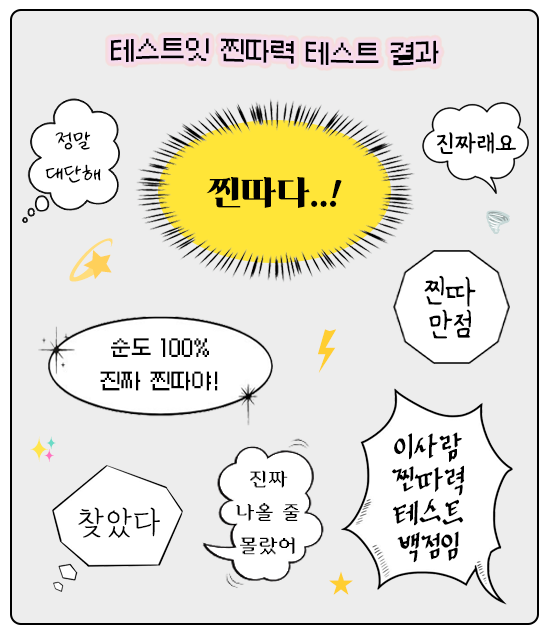 테스트잇 찐따력 테스트 결과
정말
대단해
찐따다..!
진짜래요
찐따
만점
순도 100%
진짜 찐따야!
이사람
찐따력
테스트
백점임
진짜
나올 줄
몰랐어
찾았다